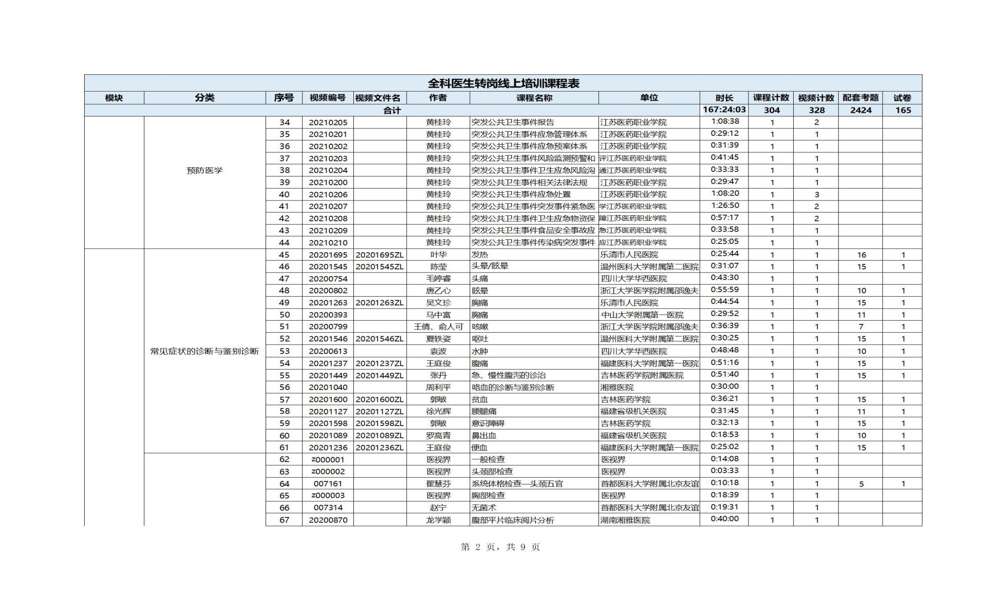 全科医生转岗线上培训课程表
模块 分类 序号 视频编号 视频文件名 作者 课程名称 单位 时长 课程计数 视频计数 配套考题 试卷
合计 167:24:03 304 328 2424 165
34 20210205 黄桂玲 突发公共卫生事件报告 江苏医药职业学院 1:08:38 1 2
35 20210201 黄桂玲 突发公共卫生事件应急管理体系 江苏医药职业学院 0:29:12 1 1
36 20210202 黄桂玲 突发公共卫生事件应急预案体系 江苏医药职业学院 0:31:39 1 1
37 20210203 黄桂玲 突发公共卫生事件风险监测预警和评 江苏医药职业学院 0:41:45 1 1
预防医学 38 20210204 黄桂玲 突发公共卫生事件卫生应急风险沟通 江苏医药职业学院 0:33:33 1 1
39 20210200 黄桂玲 突发公共卫生事件相关法律法规 江苏医药职业学院 0:29:47 1 1
40 20210206 黄桂玲 突发公共卫生事件应急处置 江苏医药职业学院 1:08:20 1 3
41 20210207 黄桂玲 突发公共卫生事件突发事件紧急医学 江苏医药职业学院 1:26:50 1 2
42 20210208 黄桂玲 突发公共卫生事件卫生应急物资保障 江苏医药职业学院 0:57:17 1 2
43 20210209 黄桂玲 突发公共卫生事件食品安全事故应急 江苏医药职业学院 0:33:58 1 1
44 20210210 黄桂玲 突发公共卫生事件传染病突发事件应 江苏医药职业学院 0:25:05 1 1
45 20201695 20201695ZL 叶华 发热 乐清市人民医院 0:25:44 1 1 16 1
46 20201545 20201545ZL 陈莹 头晕/眩晕 温州医科大学附属第二医院 0:31:07 1 1 15 1
47 20200754 毛婷睿 头痛 四川大学华西医院 0:43:30 1 1
48 20200802 唐乙心 眩晕 浙江大学医学院附属邵逸夫 0:55:59 1 1 10 1
49 20201263 20201263ZL 吴文珍 胸痛 乐清市人民医院 0:44:54 1 1 15 1
50 20200393 马中富 胸痛 中山大学附属第一医院 0:29:52 1 1 11 1
51 20200799 王倩、俞人可 咳嗽 浙江大学医学院附属邵逸夫 0:36:39 1 1 7 1
52 20201546 20201546ZL 夏轶姿 呕吐 温州医科大学附属第二医院 0:30:25 1 1 15 1
常见症状的诊断与鉴别诊断 53 20200613 袁波 水肿 四川大学华西医院 0:48:48 1 1 10 1
54 20201237 20201237ZL 王庭俊 腹痛 福建医科大学附属第一医院 0:51:16 1 1 15 1
55 20201449 20201449ZL 张丹 急、慢性腹泻的诊治 吉林医药学院附属医院 0:51:40 1 1 15 1
56 20201040 周利平 咯血的诊断与鉴别诊断 湘雅医院 0:30:00 1 1
57 20201600 20201600ZL 郭敏 贫血 吉林医药学院 0:36:21 1 1 15 1
58 20201127 20201127ZL 徐光辉 腰腿痛 福建省级机关医院 0:31:45 1 1 11 1
59 20201598 20201598ZL 郭敏 意识障碍 吉林医药学院 0:32:13 1 1 15 1
60 20201089 20201089ZL 罗高青 鼻出血 福建省级机关医院 0:18:53 1 1 10 1
61 20201236 20201236ZL 王庭俊 便血 福建医科大学附属第一医院 0:25:02 1 1 15 1
62 z000001 医视界 一般检查 医视界 0:14:08 1 1
63 z000002 医视界 头颈部检查 医视界 0:03:33 1 1
64 007161 翟慧芬 系统体格检查—头颈五官 首都医科大学附属北京友谊 0:10:18 1 1 5 1
65 z000003 医视界 胸部检查 医视界 0:18:39 1 1
66 007314 赵宁 无菌术 首都医科大学附属北京友谊 0:19:31 1 1
67 20200870 龙学颖 腹部平片临床阅片分析 湖南湘雅医院 0:40:00 1 1
第 2 页，共 9 页